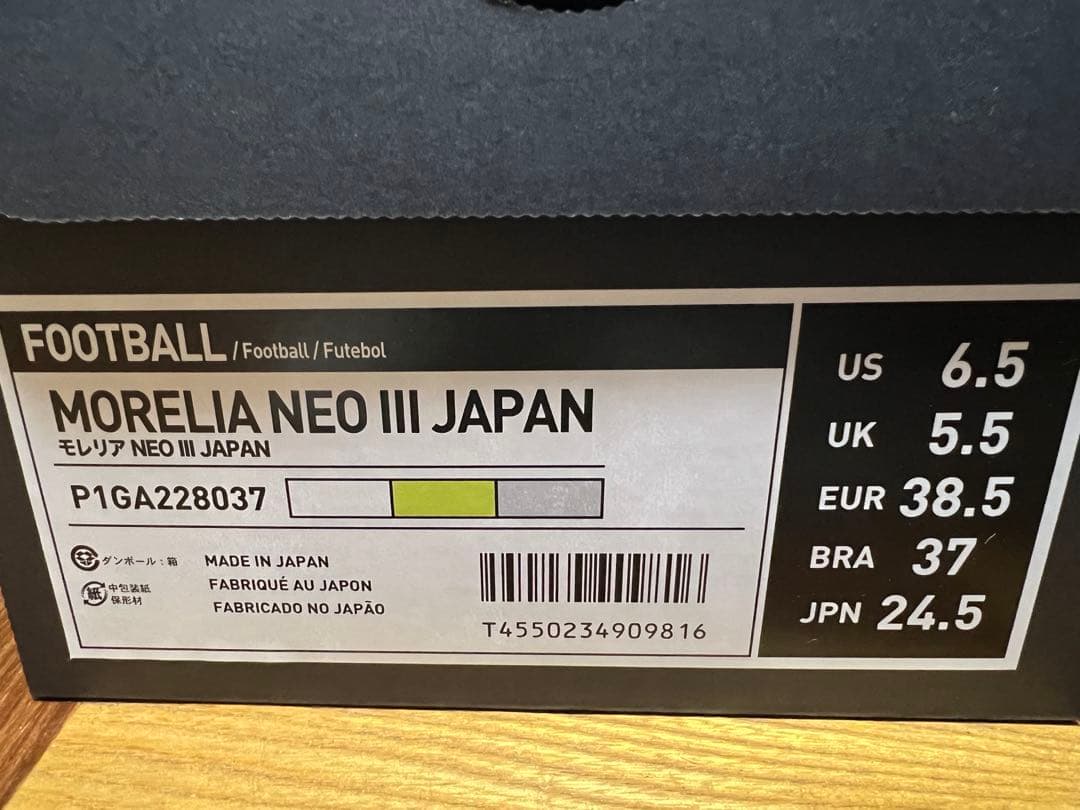 FOOTBALL / Football / Futebol
MORELIA NEO III JAPAN
モレリア NEO III JAPAN
P1GA228037
ダンボール：箱
紙
中包装紙
保形材
MADE IN JAPAN
FABRIQUÉ AU JAPON
FABRICADO NO JAPÃO
T4550234909816
US 6.5
UK 5.5
EUR 38.5
BRA 37
JPN 24.5